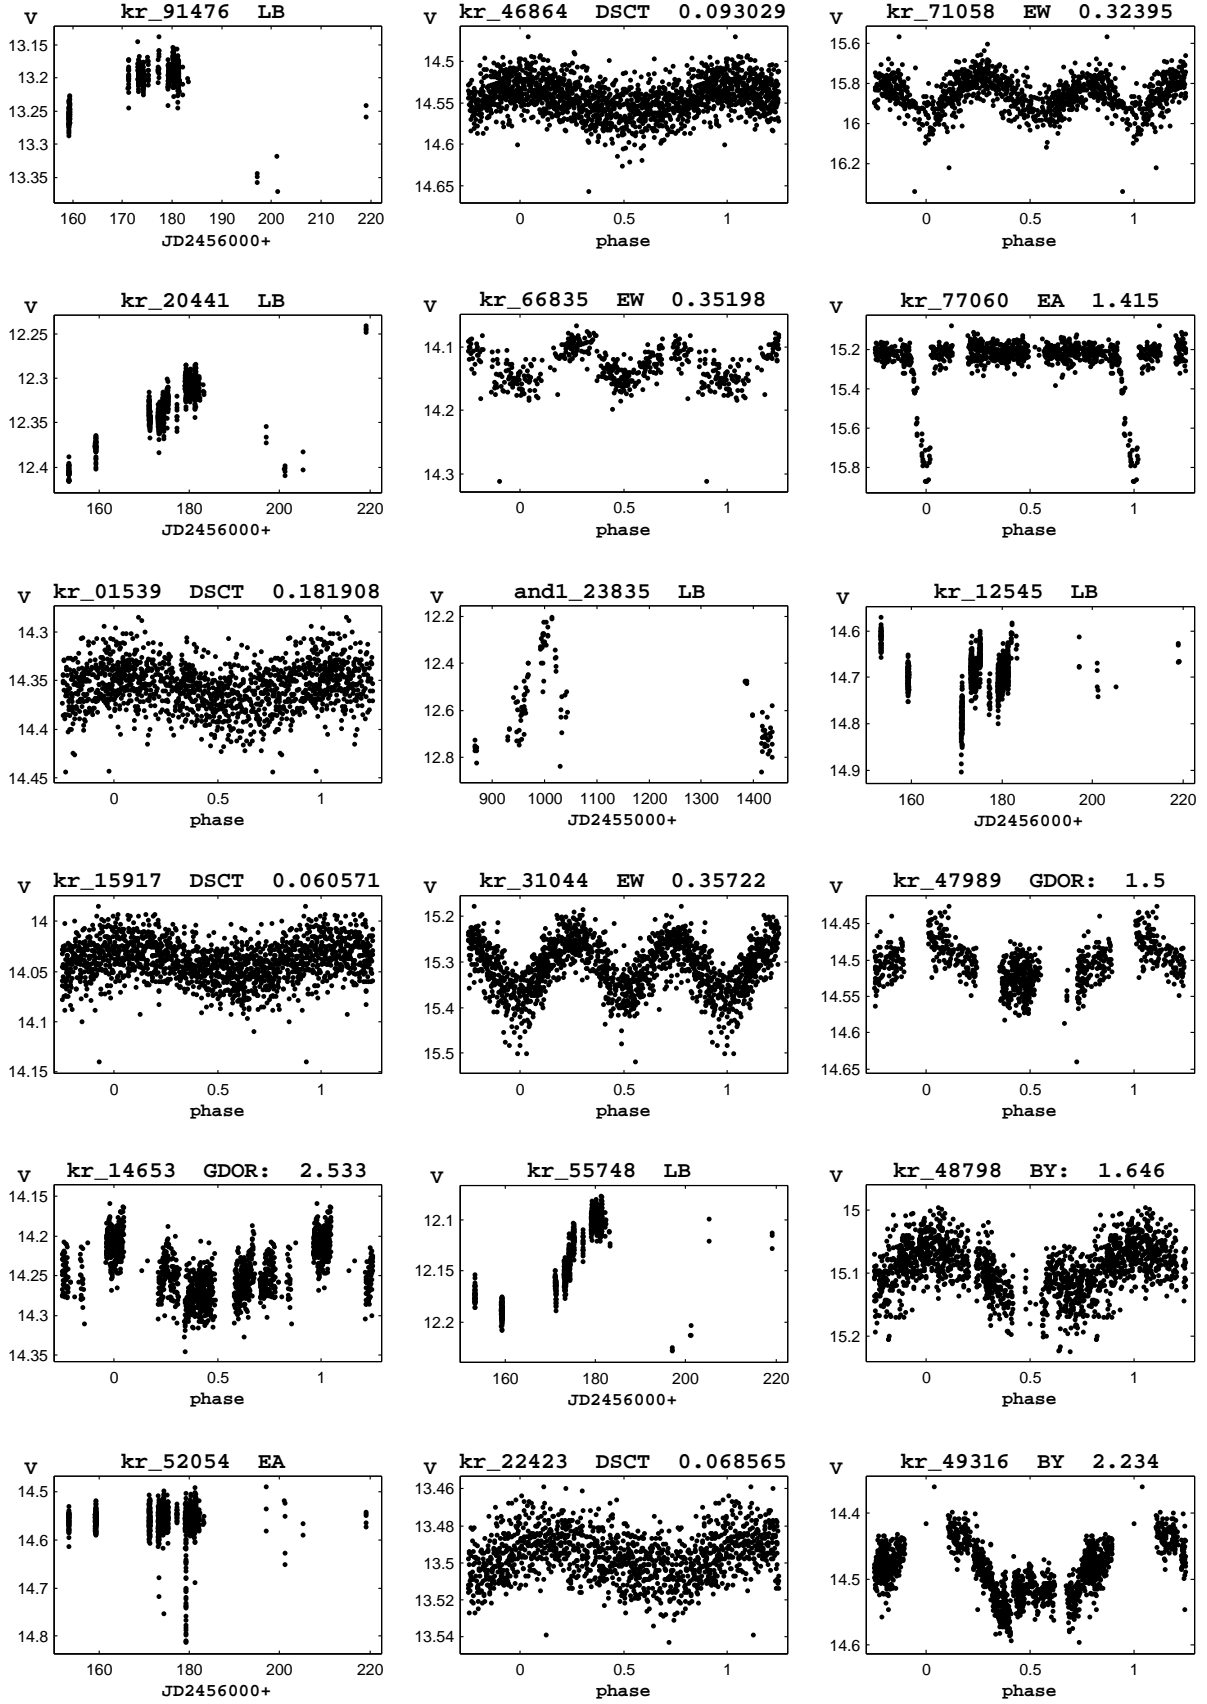 kr_91476 LB
V
13.15
13.2
13.25
13.3
13.35
160 170 180 190 200 210 220
JD2456000+
kr_46864 DSCT 0.093029
V
14.5
14.55
14.6
14.65
0 0.5 1
phase
kr_71058 EW 0.32395
V
15.6
15.8
16
16.2
0 0.5 1
phase
kr_20441 LB
V
12.25
12.3
12.35
12.4
160 180 200 220
JD2456000+
kr_66835 EW 0.35198
V
14.1
14.2
14.3
0 0.5 1
phase
kr_77060 EA 1.415
V
15.2
15.4
15.6
15.8
0 0.5 1
phase
kr_01539 DSCT 0.181908
V
14.3
14.35
14.4
14.45
0 0.5 1
phase
and1_23835 LB
V
12.2
12.4
12.6
12.8
900 1000 1100 1200 1300 1400
JD2455000+
kr_12545 LB
V
14.6
14.7
14.8
14.9
160 180 200 220
JD2456000+
kr_15917 DSCT 0.060571
V
14
14.05
14.1
14.15
0 0.5 1
phase
kr_31044 EW 0.35722
V
15.2
15.3
15.4
15.5
0 0.5 1
phase
kr_47989 GDOR: 1.5
V
14.45
14.5
14.55
14.6
14.65
0 0.5 1
phase
kr_14653 GDOR: 2.533
V
14.15
14.2
14.25
14.3
14.35
0 0.5 1
phase
kr_55748 LB
V
12.1
12.15
12.2
160 180 200 220
JD2456000+
kr_48798 BY: 1.646
V
15
15.1
15.2
0 0.5 1
phase
kr_52054 EA
V
14.5
14.6
14.7
14.8
160 180 200 220
JD2456000+
kr_22423 DSCT 0.068565
V
13.46
13.48
13.5
13.52
13.54
0 0.5 1
phase
kr_49316 BY 2.234
V
14.4
14.5
14.6
0 0.5 1
phase